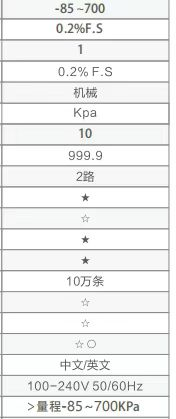 -85 ~700
0.2%F.S
1
0.2% F.S
机械
Kpa
10
999.9
2路
★
☆
★
★
10万条
☆
☆
☆○
中文/英文
100-240V 50/60Hz
>量程-85~700KPa